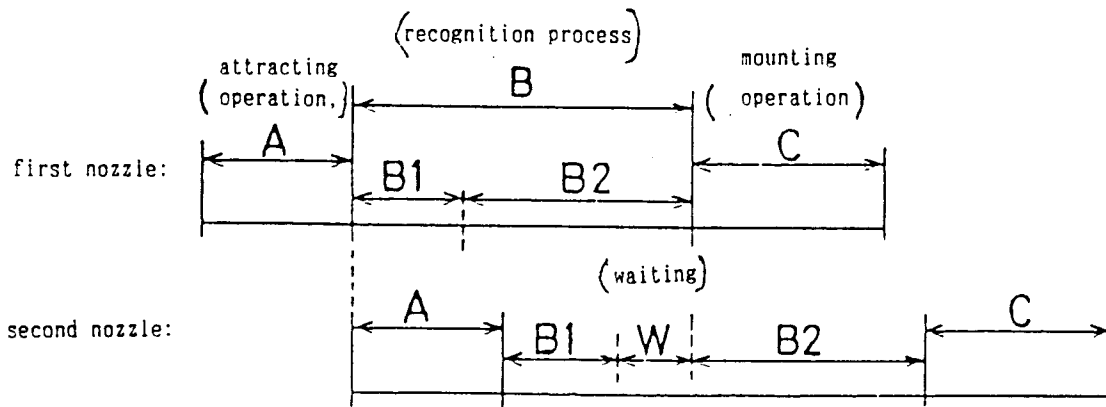 (recognition process)
(attracting operation,)
B
(mounting operation)
first nozzle:
A
C
B1
B2
(waiting)
second nozzle:
A
C
B1
W
B2